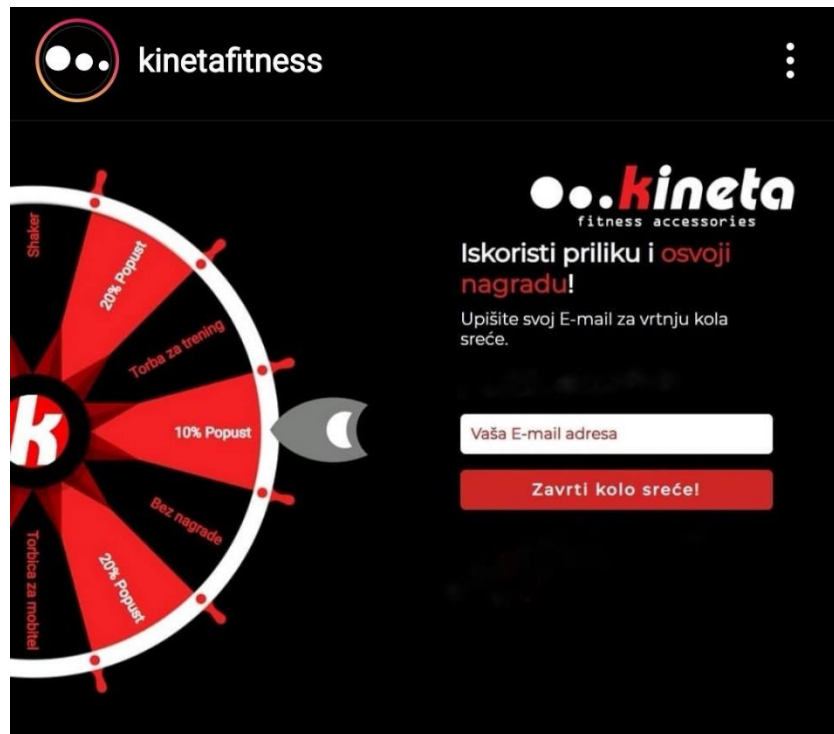 kinetafitness
kineta
fitness accessories
Iskoristi priliku i osvoji
nagradu!
Upišite svoj E-mail za vrtnju kola
sreće.
Vaša E-mail adresa
Zavrti kolo sreće!
Shaker
20% Popust
Torba za trening
10% Popust
Bez nagrade
20% Popust
Torbica za mobitel
k